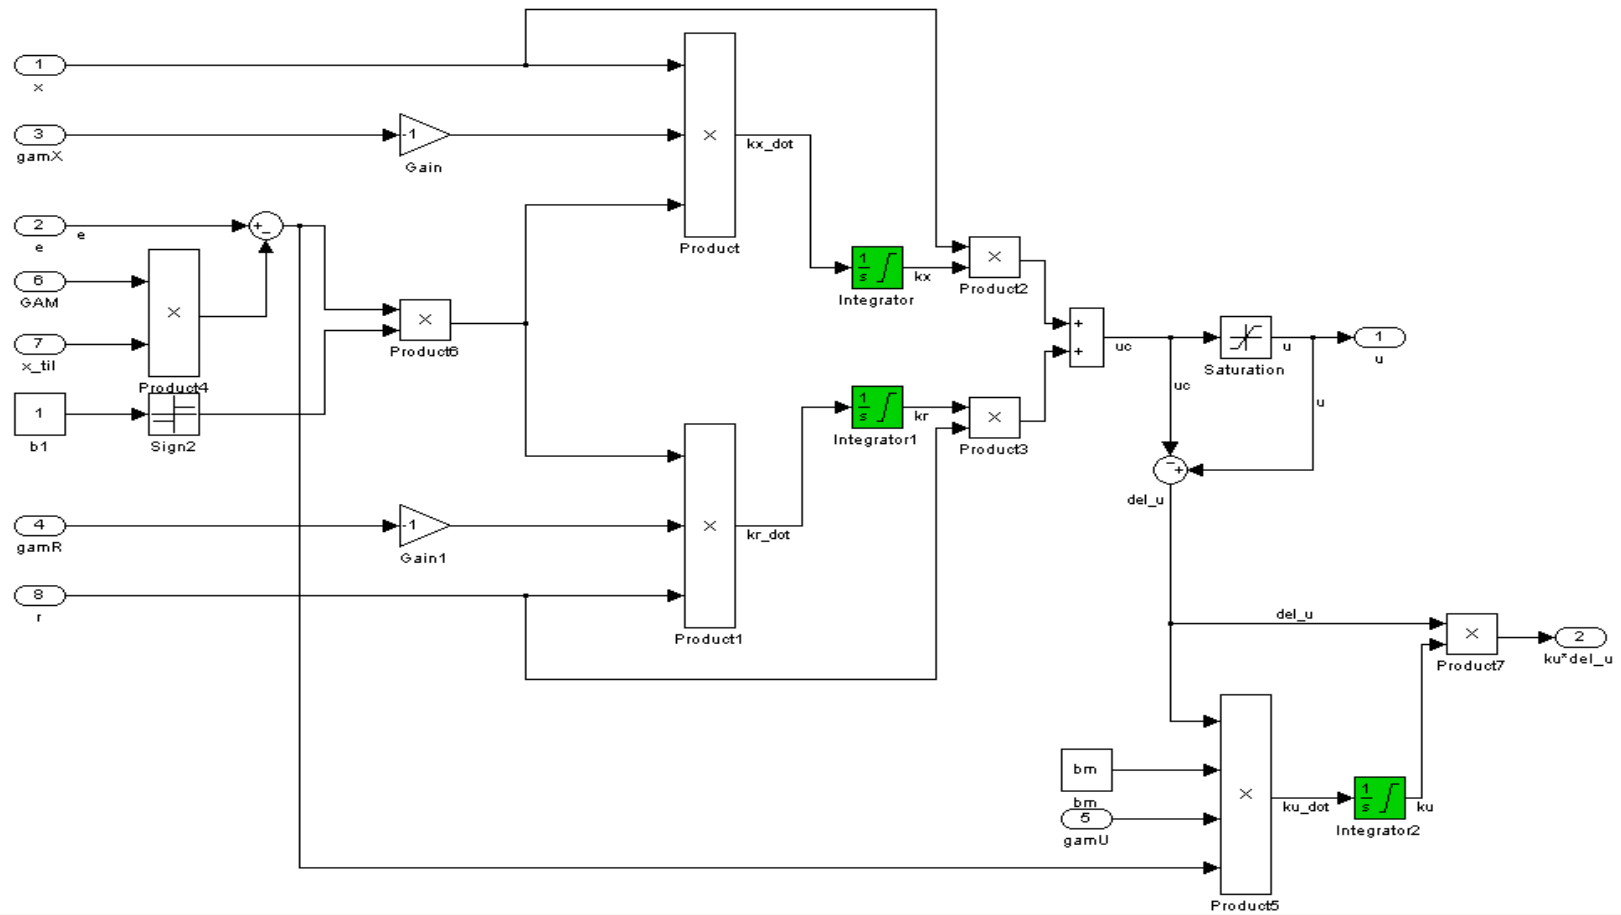 1
x
3
gamX
-1
Gain
×
Product
kx_dot
2
e
e
+
−
6
GAM
×
7
x_til
Product4
1
b1
Sign2
×
Product6
1
s
Integrator
kx
×
Product2
1
s
Integrator1
kr
×
Product3
+
+
uc
Saturation
u
1
u
uc
u
−
+
del_u
4
gamR
-1
Gain1
×
kr_dot
Product1
8
r
del_u
×
Product7
2
ku*del_u
bm
bm
5
gamU
×
Product5
ku_dot
1
s
Integrator2
ku